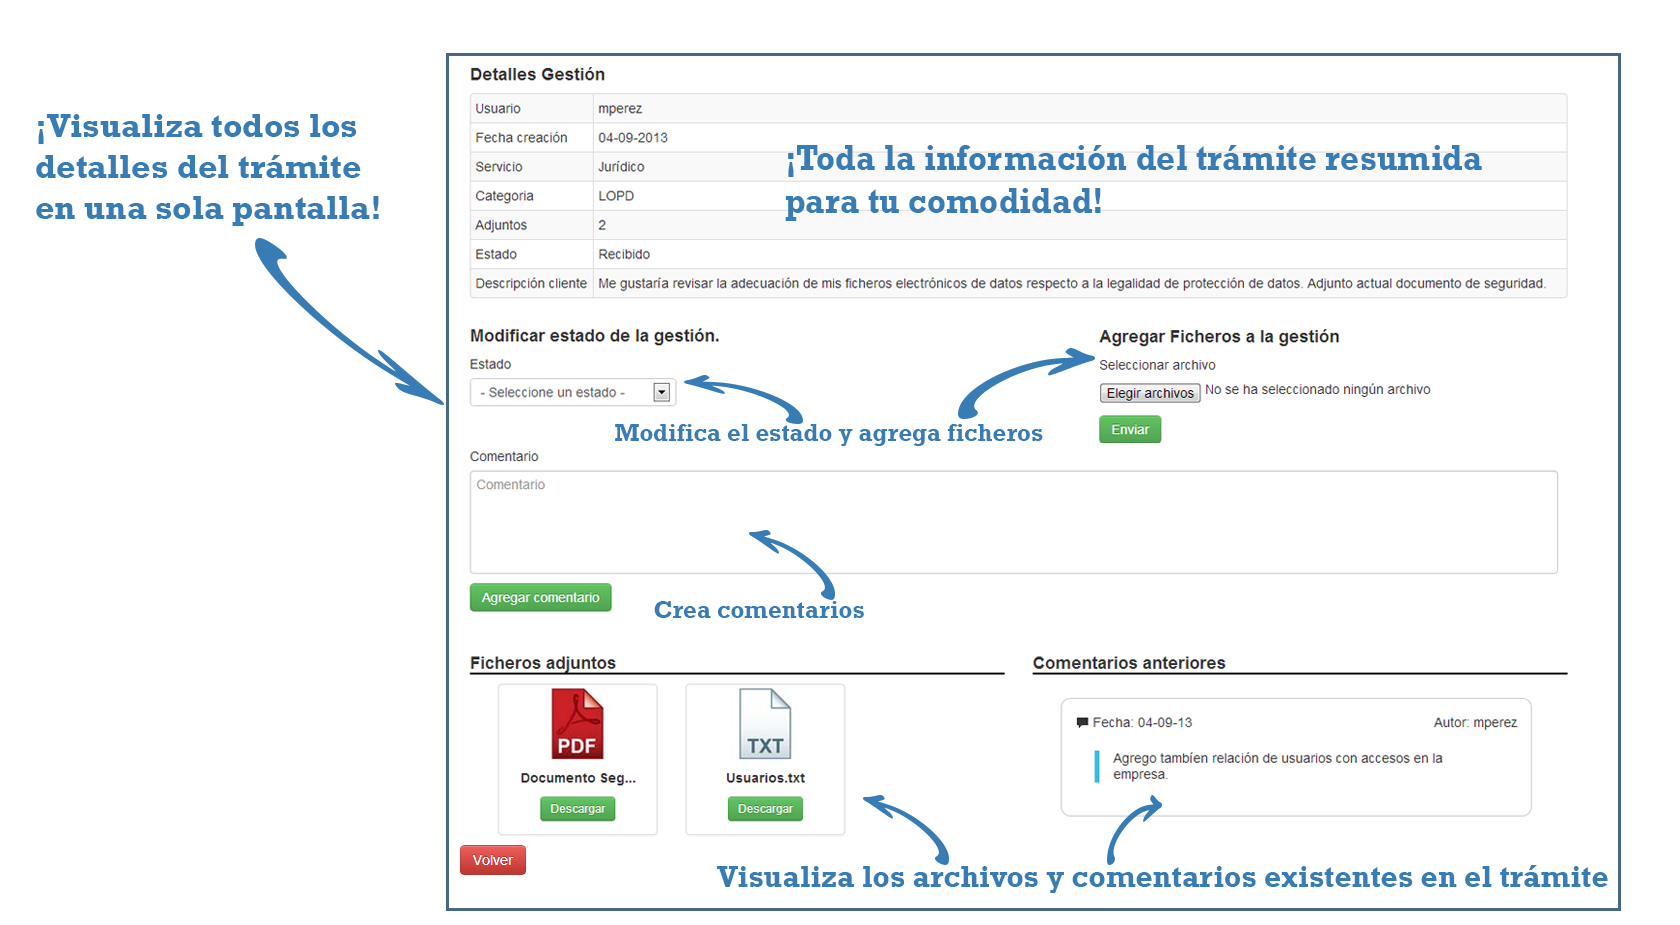 ¡Visualiza todos los
detalles del trámite
en una sola pantalla!
Detalles Gestión
Usuario mperez
Fecha creación 04-09-2013
Servicio Jurídico
Categoria LOPD
Adjuntos 2
Estado Recibido
Descripción cliente Me gustaría revisar la adecuación de mis ficheros electrónicos de datos respecto a la legalidad de protección de datos. Adjunto actual documento de seguridad.
¡Toda la información del trámite resumida
para tu comodidad!
Modificar estado de la gestión.
Estado
- Seleccione un estado -
Agregar Ficheros a la gestión
Seleccionar archivo
Elegir archivos No se ha seleccionado ningún archivo
Enviar
Modifica el estado y agrega ficheros
Comentario
Comentario
Agregar comentario
Crea comentarios
Ficheros adjuntos
PDF
Documento Seg...
Descargar
TXT
Usuarios.txt
Descargar
Comentarios anteriores
Fecha: 04-09-13 Autor: mperez
Agrego tambíen relación de usuarios con accesos en la
empresa.
Volver
Visualiza los archivos y comentarios existentes en el trámite